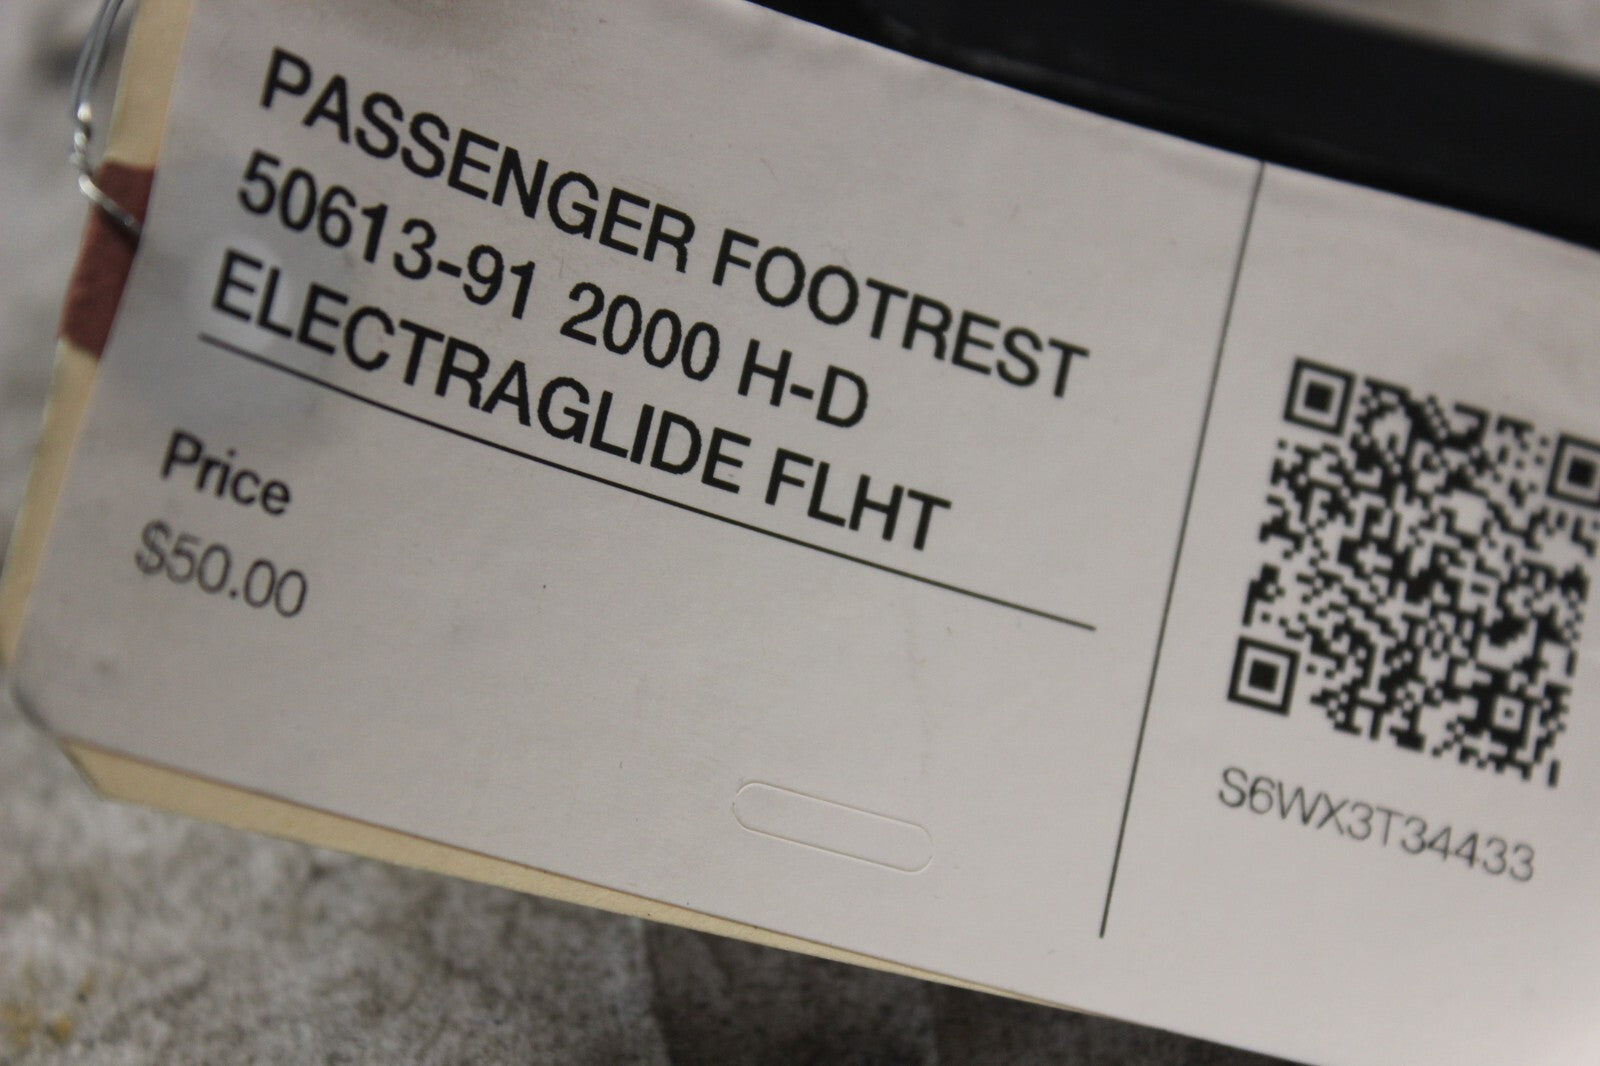 PASSENGER FOOTREST
50613-91 2000 H-D
ELECTRAGLIDE FLHT
Price
$50.00
S6WX3T34433